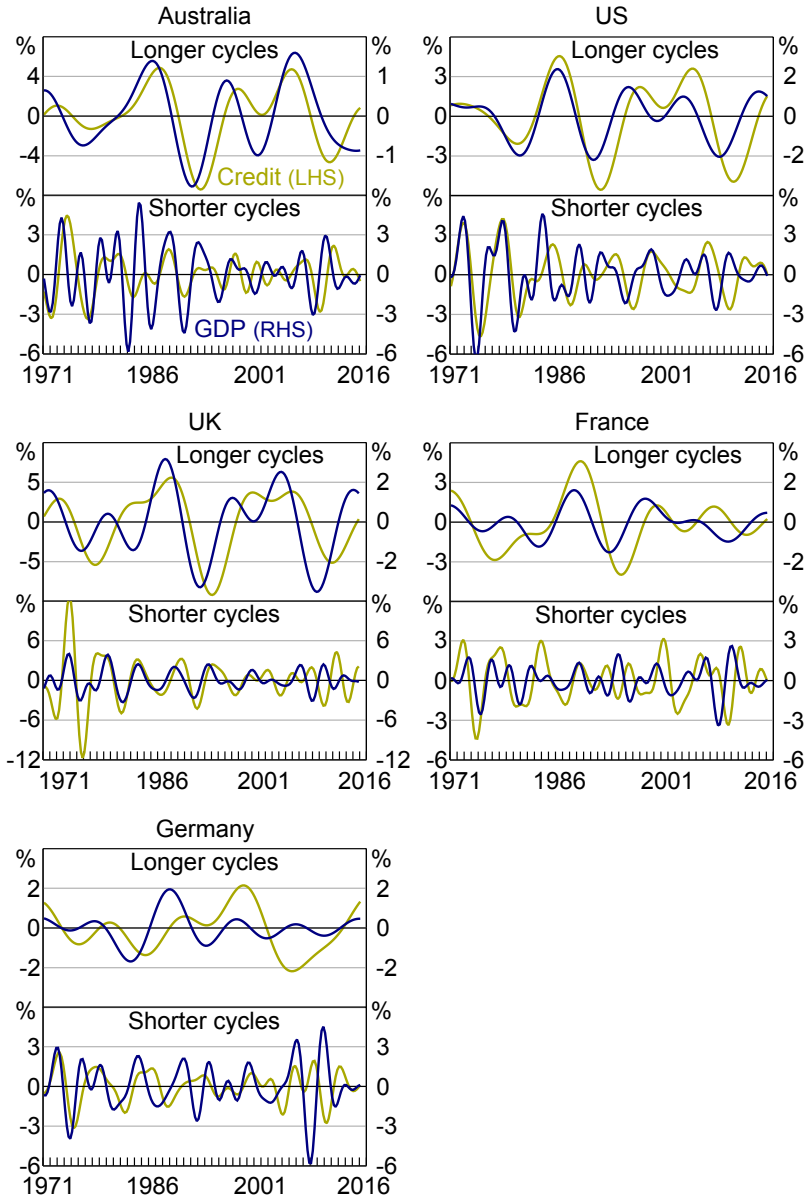 Australia
US
% Longer cycles %
% Longer cycles %
4 1
3 2
0 0
0 0
-4 -1
-3 -2
Credit (LHS)
% Shorter cycles %
% Shorter cycles %
3 3
3 3
0 0
0 0
-3 -3
-3 -3
GDP (RHS)
-6 -6
-6 -6
1971 1986 2001 2016
1971 1986 2001 2016
UK
France
% Longer cycles %
% Longer cycles %
5 2
5 2
0 0
0 0
-5 -2
-5 -2
% Shorter cycles %
% Shorter cycles %
6 6
3 3
0 0
0 0
-6 -6
-3 -3
-12 -12
-6 -6
1971 1986 2001 2016
1971 1986 2001 2016
Germany
% Longer cycles %
2 2
0 0
-2 -2
% Shorter cycles %
3 3
0 0
-3 -3
-6 -6
1971 1986 2001 2016